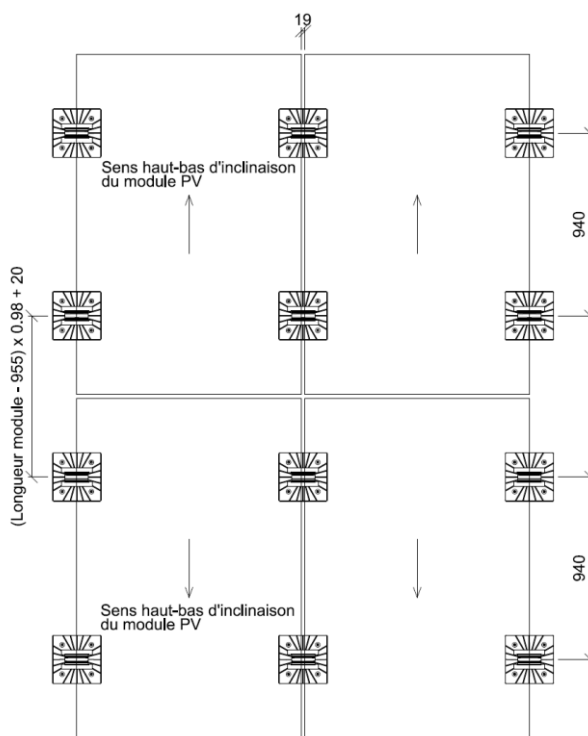 19
Sens haut-bas d'inclinaison
du module PV
940
(Longueur module - 955) x 0.98 + 20
940
Sens haut-bas d'inclinaison
du module PV